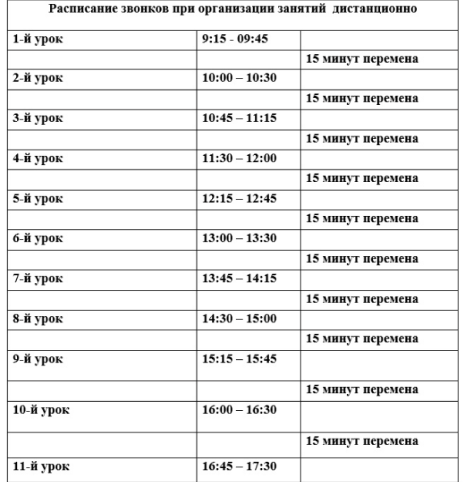 Расписание звонков при организации занятий дистанционно
1-й урок 9:15 - 09:45
15 минут перемена
2-й урок 10:00 – 10:30
15 минут перемена
3-й урок 10:45 – 11:15
15 минут перемена
4-й урок 11:30 – 12:00
15 минут перемена
5-й урок 12:15 – 12:45
15 минут перемена
6-й урок 13:00 – 13:30
15 минут перемена
7-й урок 13:45 – 14:15
15 минут перемена
8-й урок 14:30 – 15:00
15 минут перемена
9-й урок 15:15 – 15:45
15 минут перемена
10-й урок 16:00 – 16:30
15 минут перемена
11-й урок 16:45 – 17:30